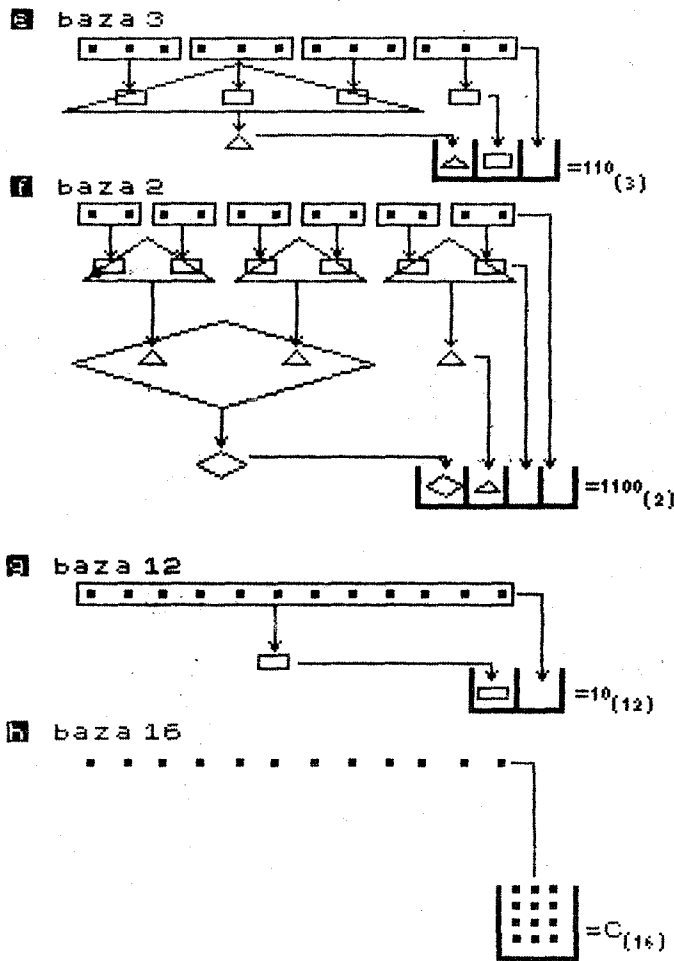 e baza 3
=110(3)
f baza 2
=1100(2)
g baza 12
=10(12)
h baza 16
=C(16)